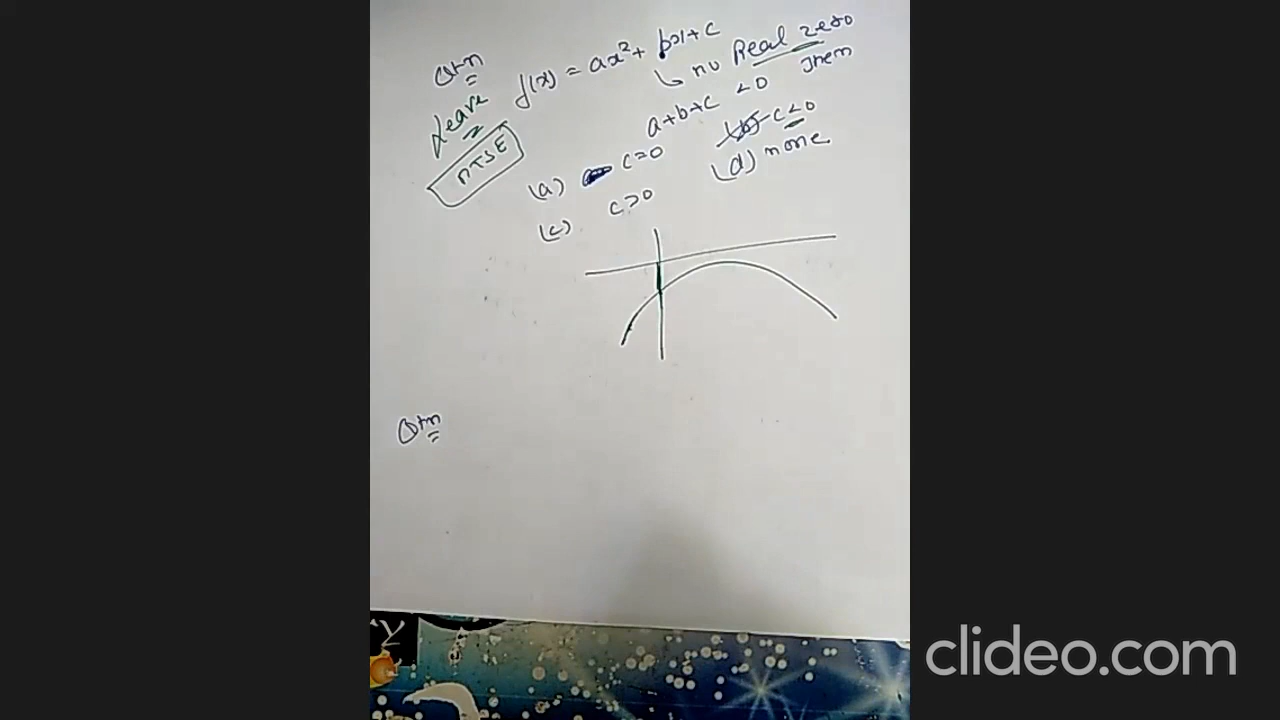 Qtn
f(x) = ax² + bx + c
↳ no Real zero
Learn
NTSE
a+b+c < 0 then
(a) c=0 (b) c<0
(c) c>0 (d) none
Qtn
Y
clideo.com